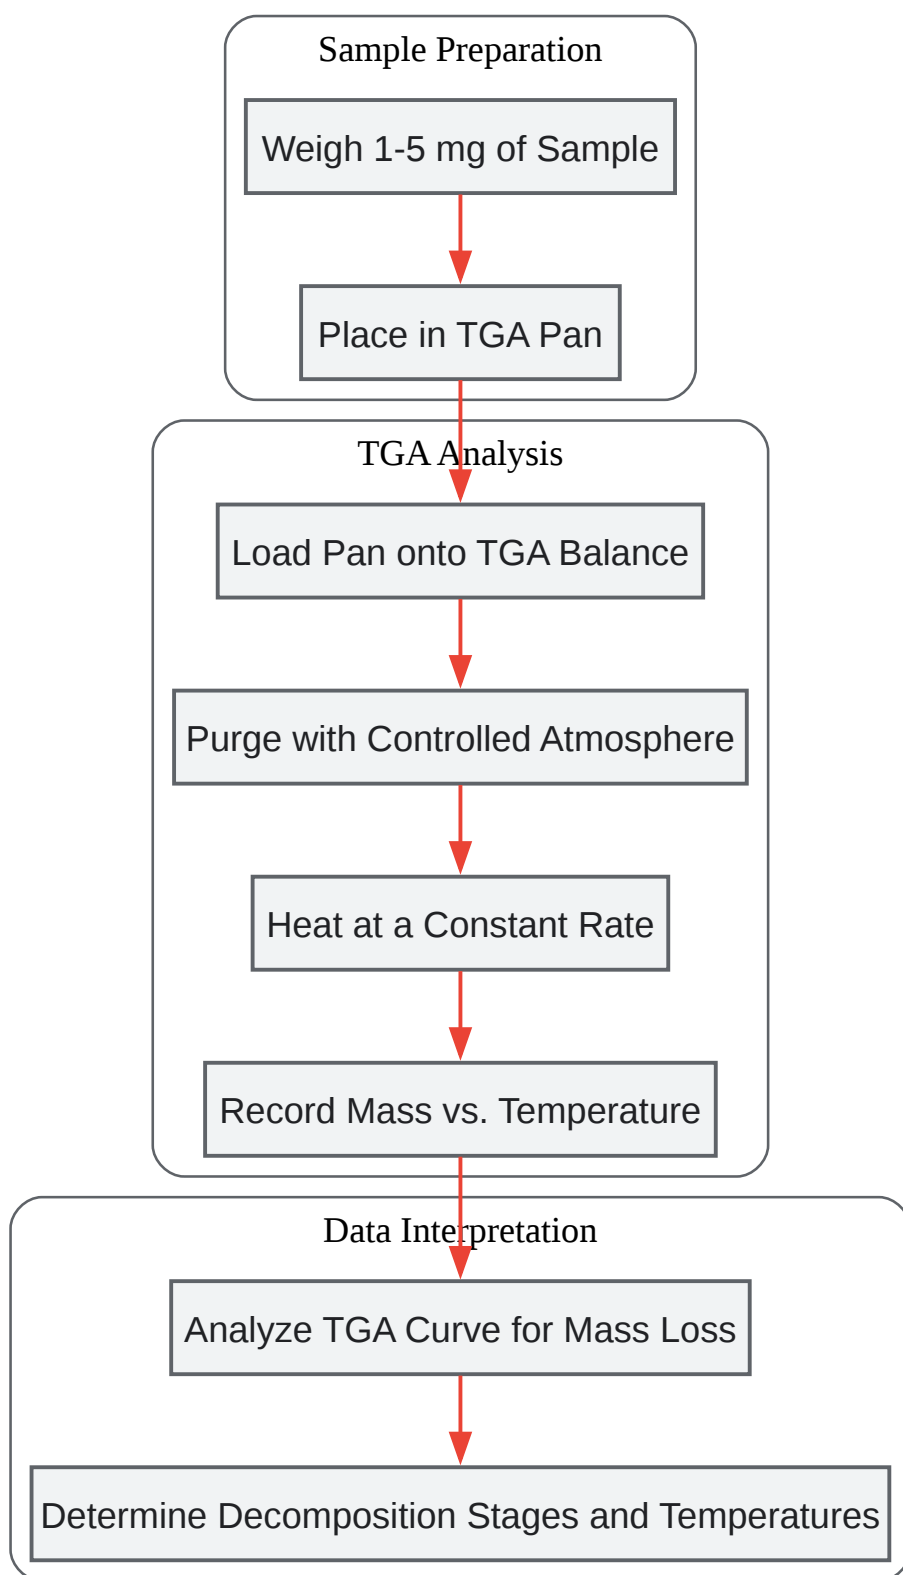 Sample Preparation
Weigh 1-5 mg of Sample
Place in TGA Pan
TGA Analysis
Load Pan onto TGA Balance
Purge with Controlled Atmosphere
Heat at a Constant Rate
Record Mass vs. Temperature
Data Interpretation
Analyze TGA Curve for Mass Loss
Determine Decomposition Stages and Temperatures